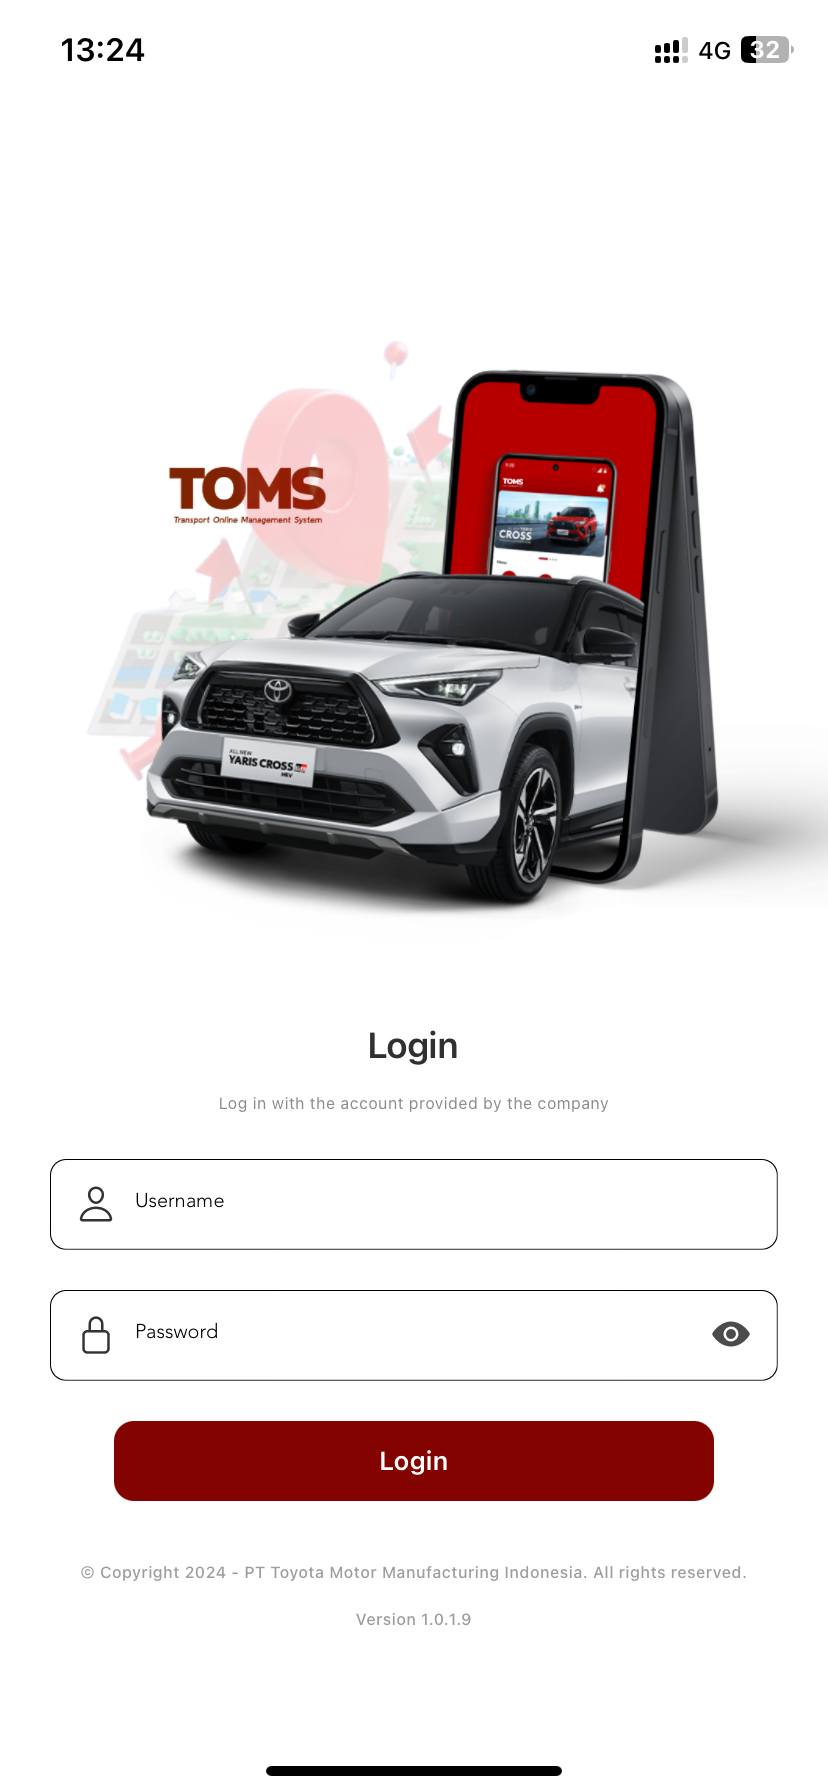 13:24
4G 32
TOMS
Transport Online Management System
TOMS
CROSS
ALL NEW
YARIS CROSS GR
HEV
Login
Log in with the account provided by the company
Username
Password
Login
© Copyright 2024 - PT Toyota Motor Manufacturing Indonesia. All rights reserved.
Version 1.0.1.9